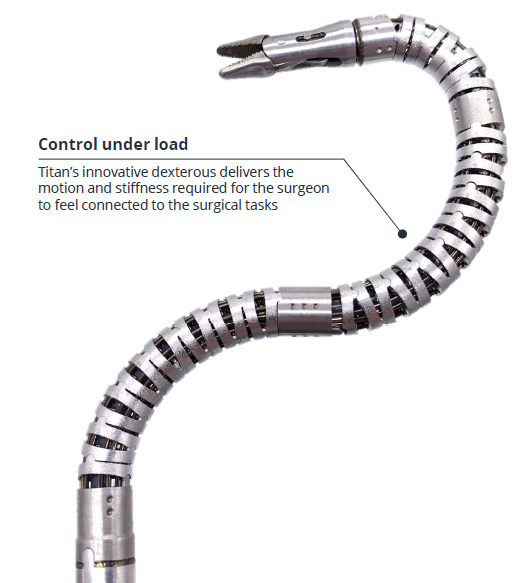 Control under load
Titan's innovative dexterous delivers the
motion and stiffness required for the surgeon
to feel connected to the surgical tasks